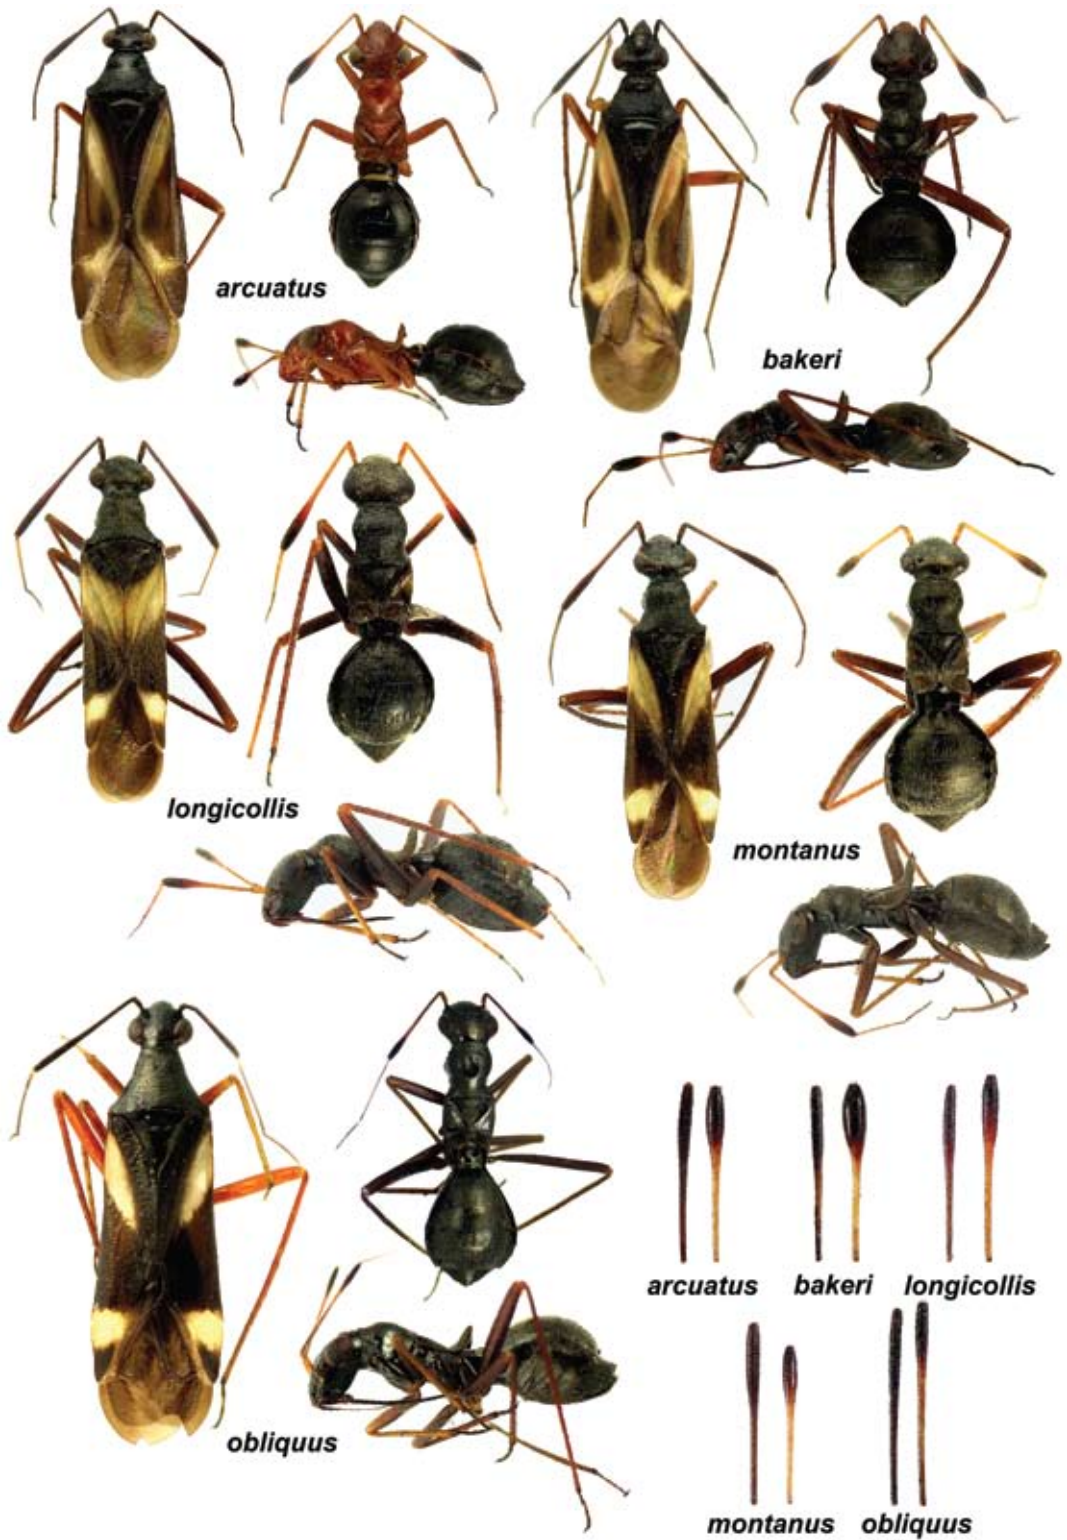 arcuatus
bakeri
longicollis
montanus
obliquus
arcuatus bakeri longicollis
montanus obliquus